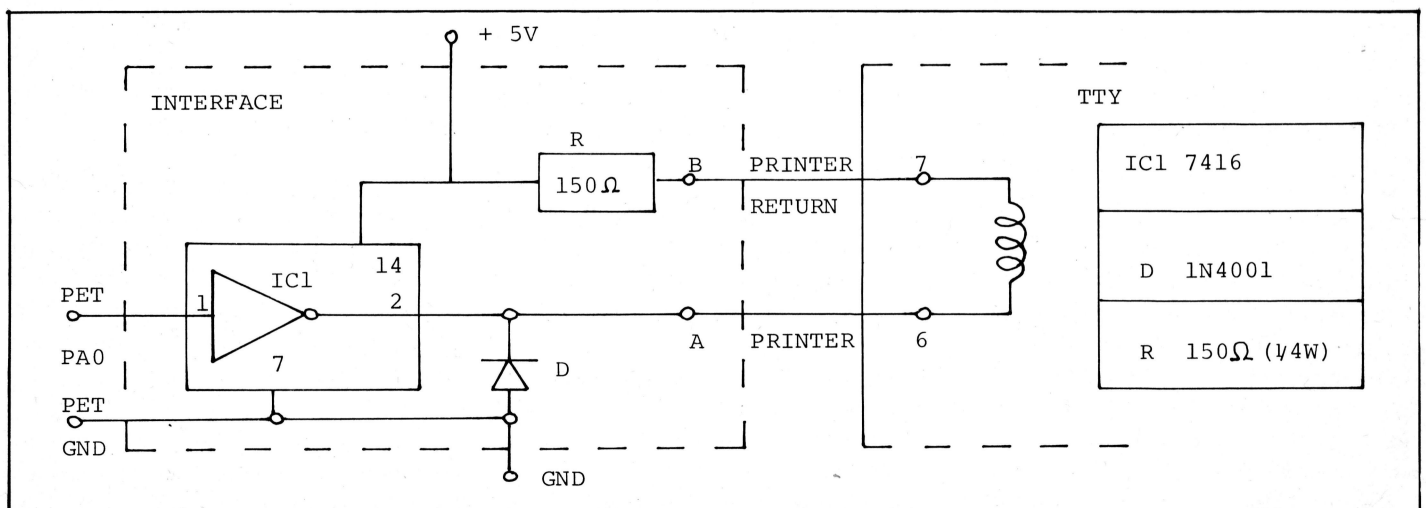 + 5V
INTERFACE
TTY
R
150Ω
B
PRINTER
RETURN
7
IC1 7416
IC1
14
1
2
7
PET
PA0
A
PRINTER
6
D
D 1N4001
R 150Ω (1/4W)
PET
GND
GND